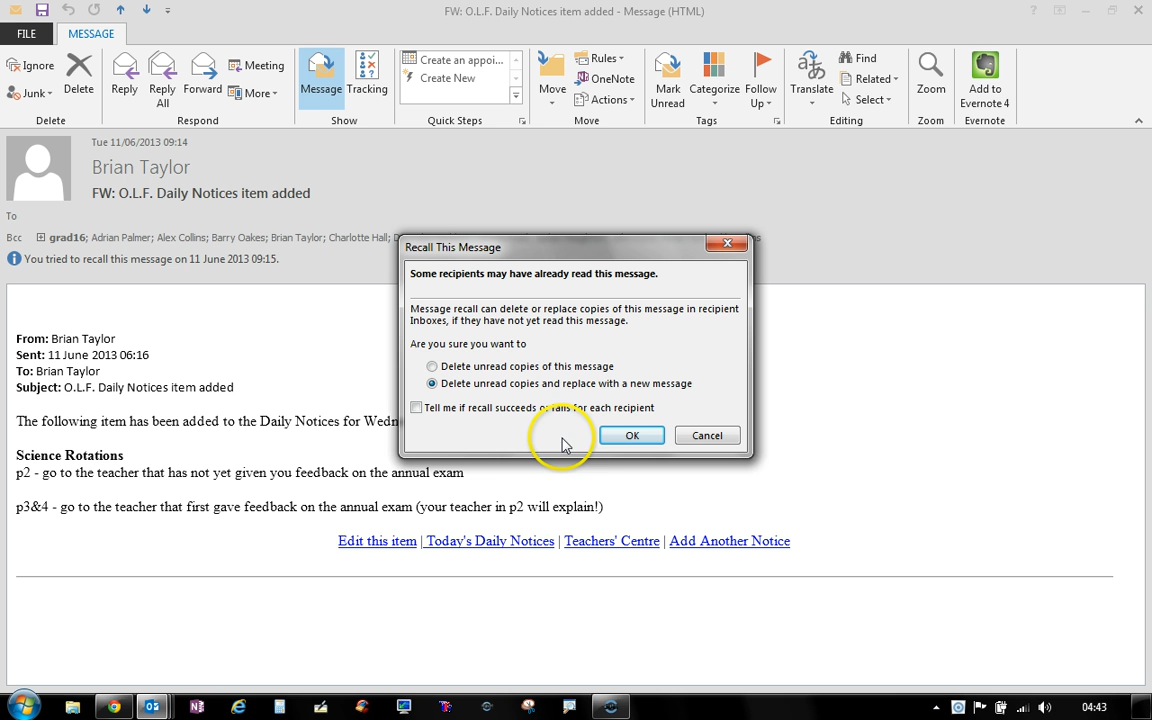 FW: O.L.F. Daily Notices item added - Message (HTML)
FILE
MESSAGE
Ignore
Junk
Delete
Reply
Reply All
Forward
Meeting
More
Message
Tracking
Create an appoi...
Create New
Move
Rules
OneNote
Actions
Mark Unread
Categorize
Follow Up
Translate
Find
Related
Select
Zoom
Add to Evernote 4
Delete
Respond
Show
Quick Steps
Move
Tags
Editing
Zoom
Evernote
Tue 11/06/2013 09:14
Brian Taylor
FW: O.L.F. Daily Notices item added
To
Bcc grad16; Adrian Palmer; Alex Collins; Barry Oakes; Brian Taylor; Charlotte Hall;
You tried to recall this message on 11 June 2013 09:15.
Recall This Message
Some recipients may have already read this message.
Message recall can delete or replace copies of this message in recipient
Inboxes, if they have not yet read this message.
Are you sure you want to
Delete unread copies of this message
Delete unread copies and replace with a new message
Tell me if recall succeeds or fails for each recipient
OK
Cancel
From: Brian Taylor
Sent: 11 June 2013 06:16
To: Brian Taylor
Subject: O.L.F. Daily Notices item added
The following item has been added to the Daily Notices for
Science Rotations
p2 - go to the teacher that has not yet given you feedback on the annual exam
p3&4 - go to the teacher that first gave feedback on the annual exam (your teacher in p2 will explain!)
Edit this item | Today's Daily Notices | Teachers' Centre | Add Another Notice
04:43